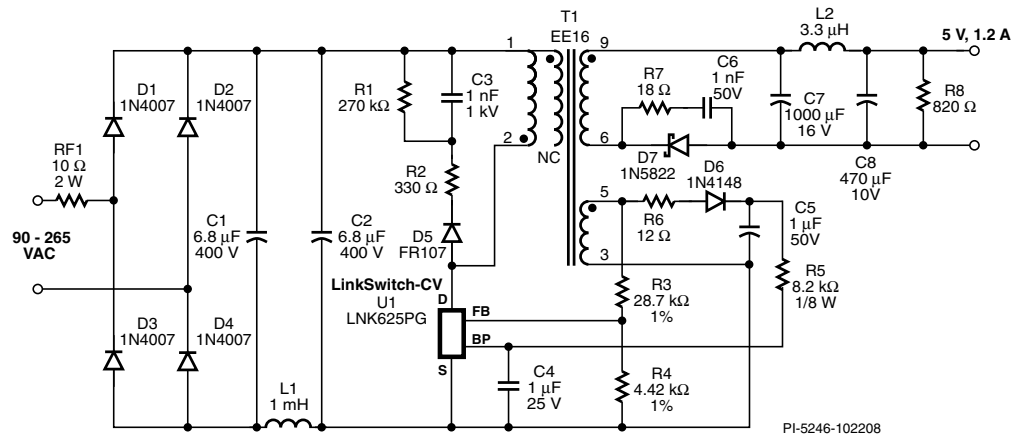 T1
EE16
L2
3.3 µH
5 V, 1.2 A
1
9
D1
1N4007
D2
1N4007
R1
270 kΩ
C3
1 nF
1 kV
R7
18 Ω
C6
1 nF
50V
C7
1000 µF
16 V
R8
820 Ω
RF1
10 Ω
2 W
2
6
NC
R2
330 Ω
D7
1N5822
D6
1N4148
C8
470 µF
10V
90 - 265
VAC
C1
6.8 µF
400 V
C2
6.8 µF
400 V
D5
FR107
5
R6
12 Ω
C5
1 µF
50V
3
LinkSwitch-CV
U1
LNK625PG
D
FB
BP
S
R3
28.7 kΩ
1%
R5
8.2 kΩ
1/8 W
D3
1N4007
D4
1N4007
L1
1 mH
C4
1 µF
25 V
R4
4.42 kΩ
1%
PI-5246-102208